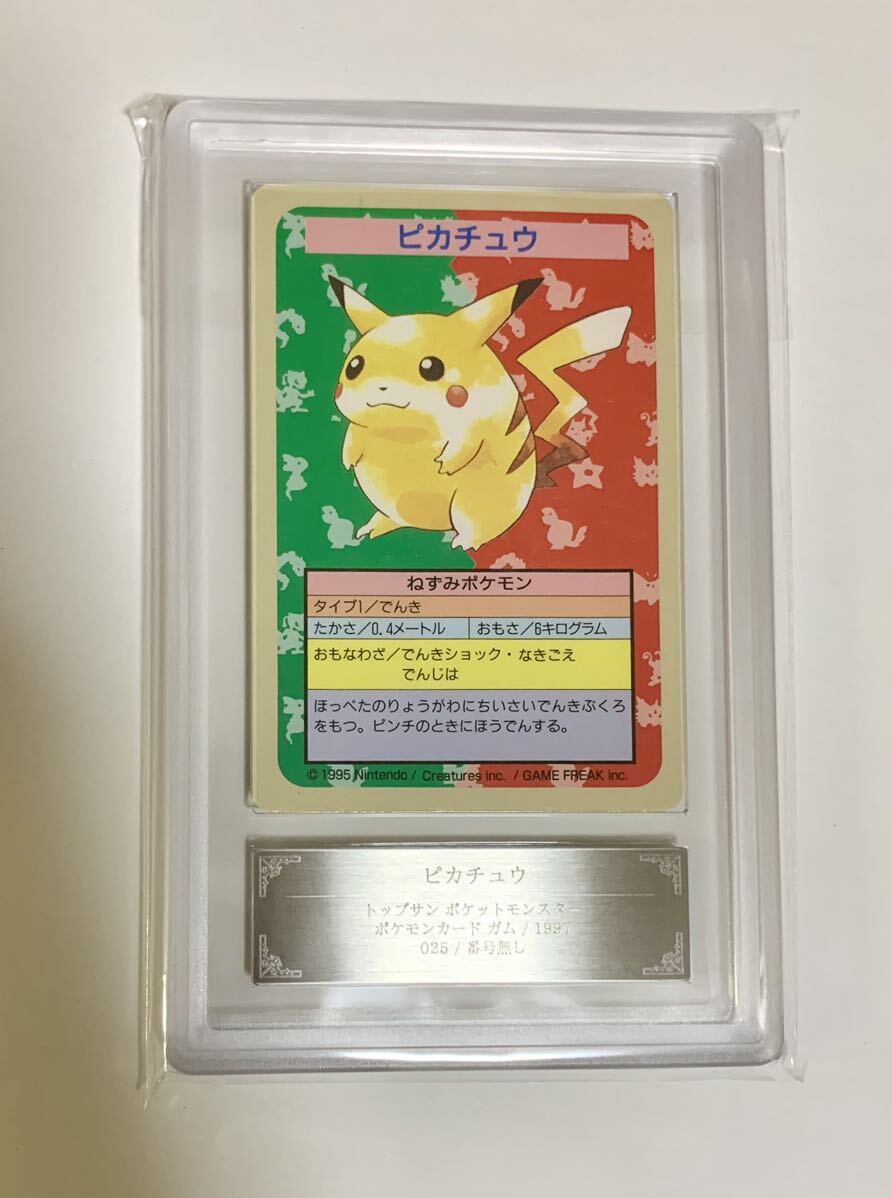 ピカチュウ
ねずみポケモン
タイプ1/でんき
たかさ/0.4メートル おもさ/6キログラム
おもなわざ/でんきショック・なきごえ
でんじは
ほっぺたのりょうがわにちいさいでんきぶくろ
をもつ。ピンチのときにほうでんする。
©1995 Nintendo / Creatures inc. / GAME FREAK inc.
ピカチュウ
トップサン ポケットモンスター
ポケモンカード ガム / 1997
025 / 番号無し